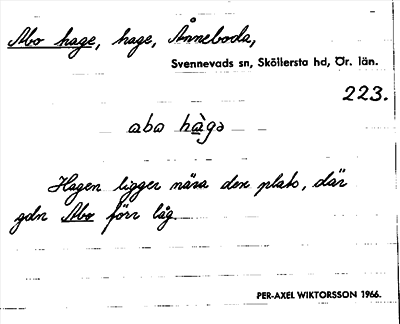 Abo hage, hage, Ånneboda,
Svennevads sn, Sköllersta hd, Ör. län.
223.
abo hàgə
Hagen ligger nära den plats, där
gdn Abo förr låg.
PER-AXEL WIKTORSSON 1966.